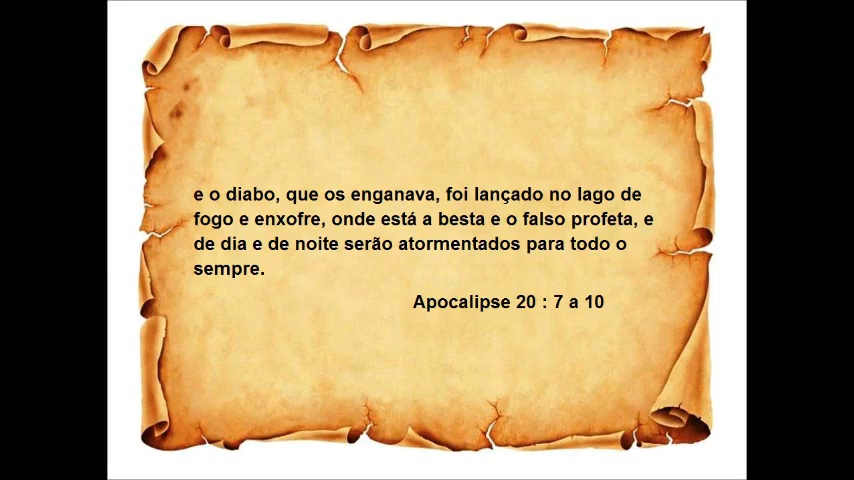 e o diabo, que os enganava, foi lançado no lago de
fogo e enxofre, onde está a besta e o falso profeta, e
de dia e de noite serão atormentados para todo o
sempre.
Apocalipse 20 : 7 a 10